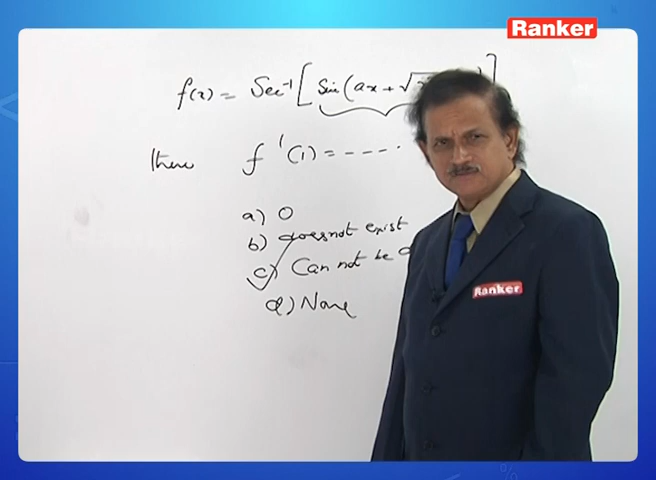 Ranker
f(x) = Sec⁻¹ [ Sin (ax + √
then f'(1) = ----.
a) 0
b) does not exist
c) Can not be
d) None
Ranker